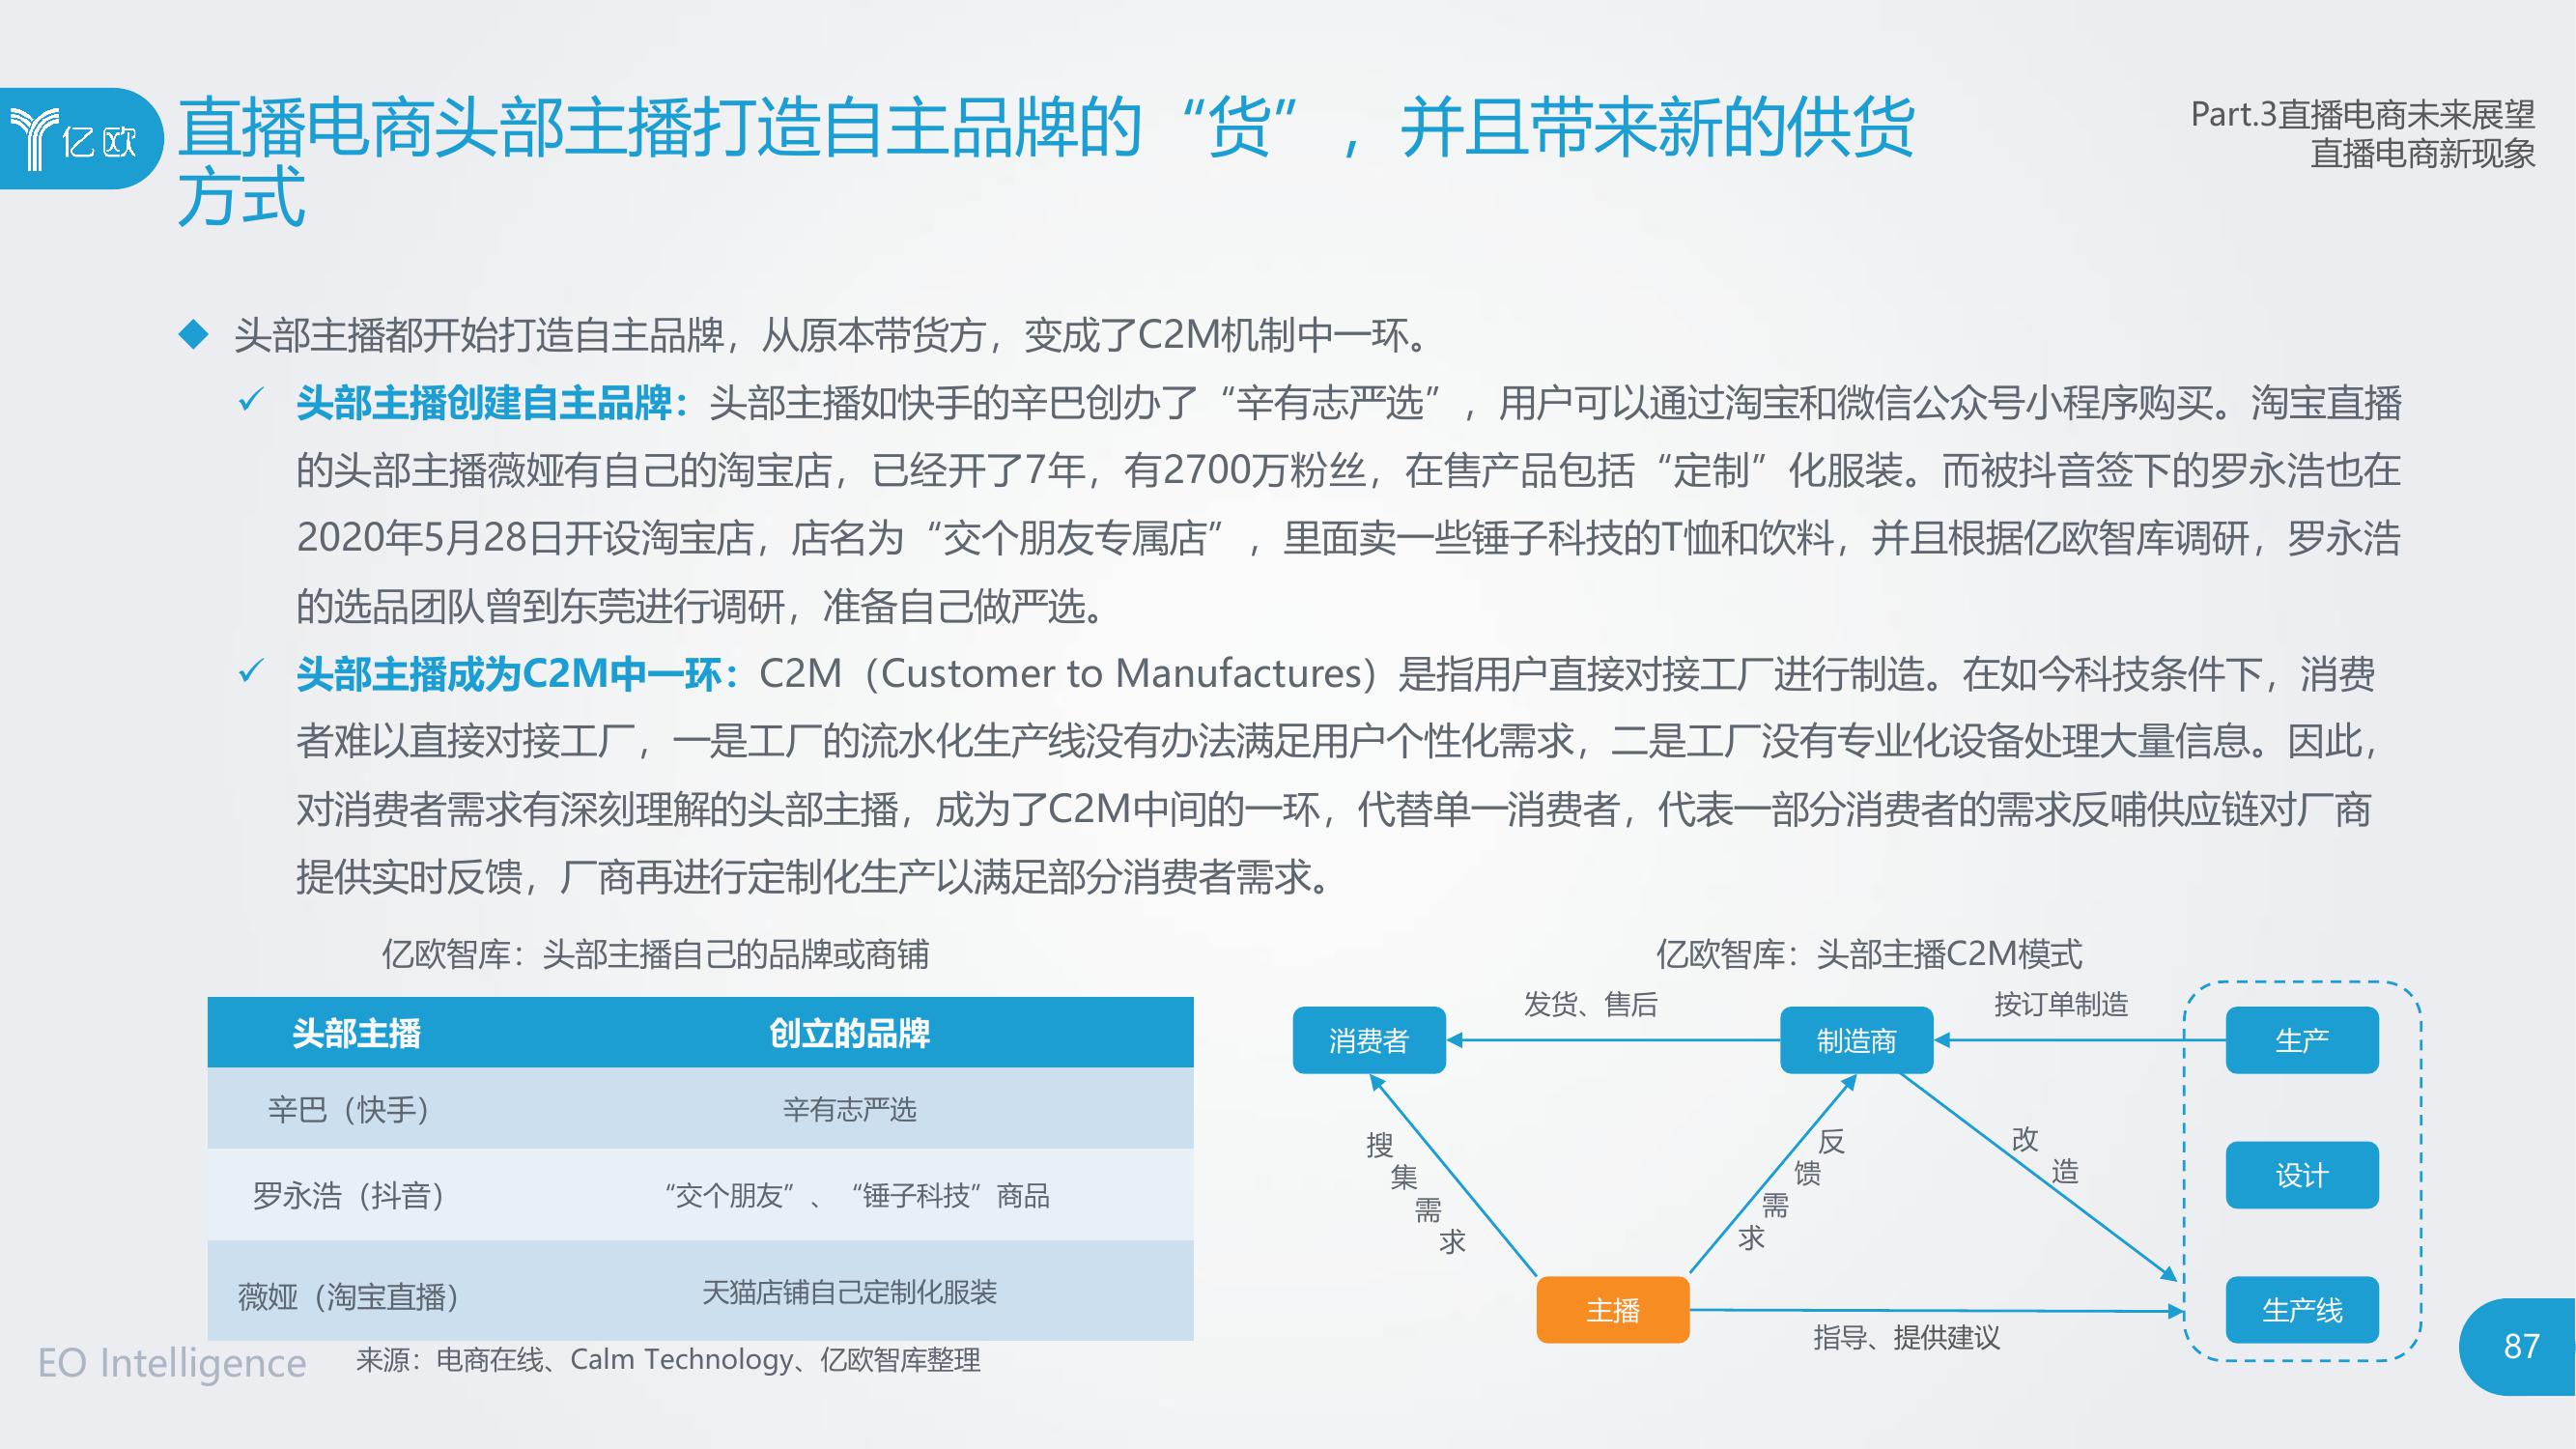 亿欧
直播电商头部主播打造自主品牌的“货”，并且带来新的供货
方式
Part.3直播电商未来展望
直播电商新现象
头部主播都开始打造自主品牌，从原本带货方，变成了C2M机制中一环。
头部主播创建自主品牌：头部主播如快手的辛巴创办了“辛有志严选”，用户可以通过淘宝和微信公众号小程序购买。淘宝直播
的头部主播薇娅有自己的淘宝店，已经开了7年，有2700万粉丝，在售产品包括“定制”化服装。而被抖音签下的罗永浩也在
2020年5月28日开设淘宝店，店名为“交个朋友专属店”，里面卖一些锤子科技的T恤和饮料，并且根据亿欧智库调研，罗永浩
的选品团队曾到东莞进行调研，准备自己做严选。
头部主播成为C2M中一环：C2M（Customer to Manufactures）是指用户直接对接工厂进行制造。在如今科技条件下，消费
者难以直接对接工厂，一是工厂的流水化生产线没有办法满足用户个性化需求，二是工厂没有专业化设备处理大量信息。因此，
对消费者需求有深刻理解的头部主播，成为了C2M中间的一环，代替单一消费者，代表一部分消费者的需求反哺供应链对厂商
提供实时反馈，厂商再进行定制化生产以满足部分消费者需求。
亿欧智库：头部主播自己的品牌或商铺
头部主播 创立的品牌
辛巴（快手） 辛有志严选
罗永浩（抖音） “交个朋友”、“锤子科技”商品
薇娅（淘宝直播） 天猫店铺自己定制化服装
亿欧智库：头部主播C2M模式
发货、售后
按订单制造
消费者
制造商
生产
搜集需求
反馈需求
改造
设计
主播
生产线
指导、提供建议
EO Intelligence
来源：电商在线、Calm Technology、亿欧智库整理
87